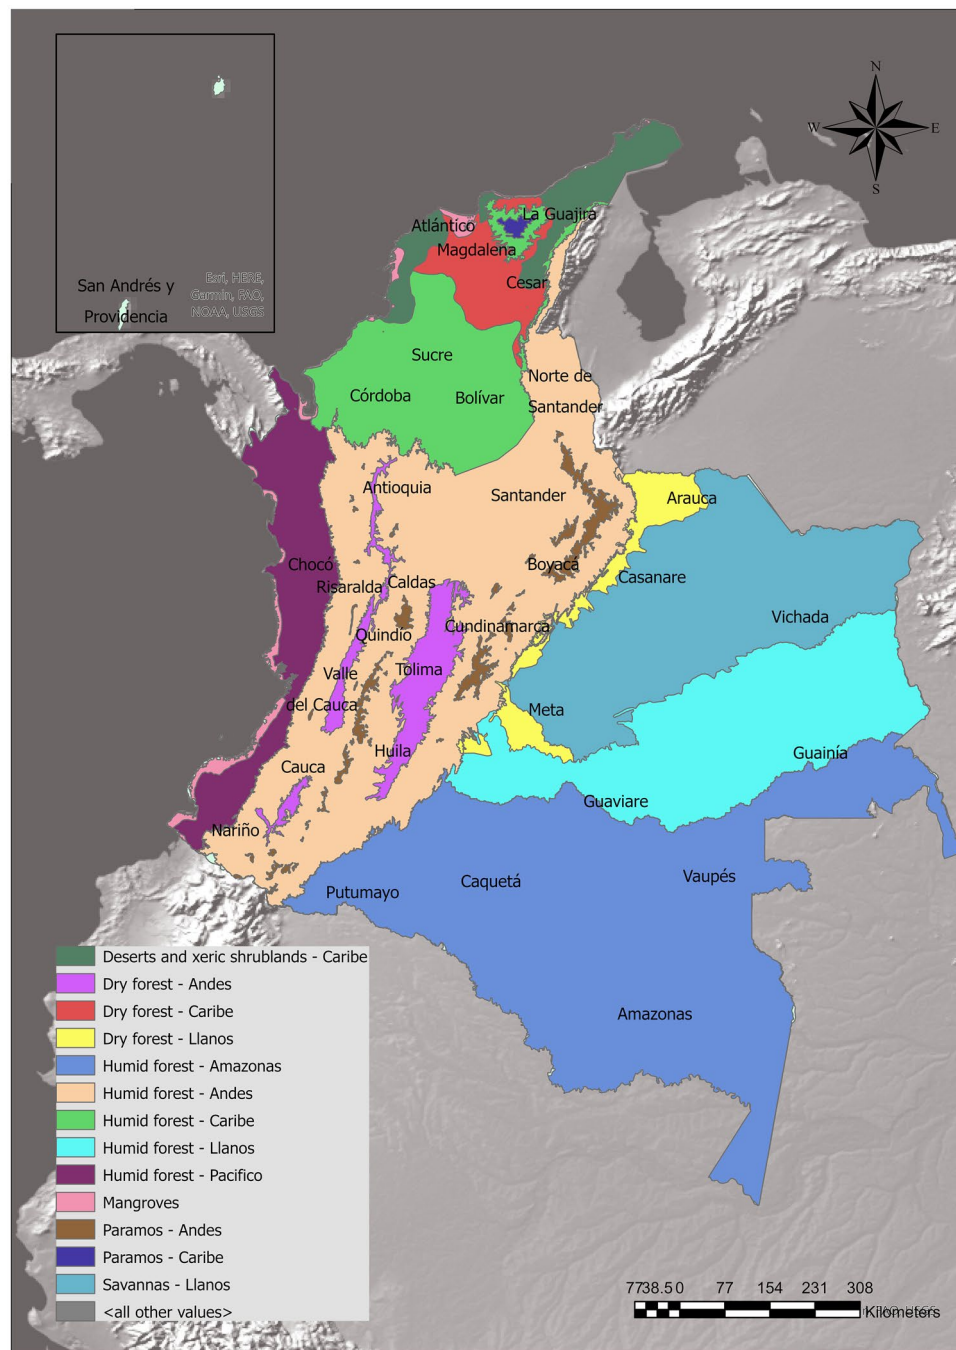 N
W
E
S
La Guajira
Atlántico
Magdalena
Cesar
San Andrés y
Providencia
Esri, HERE,
Garmin, FAO,
NOAA, USGS
Sucre
Córdoba
Bolívar
Norte de
Santander
Antioquia
Santander
Arauca
Chocó
Boyacá
Risaralda
Caldas
Casanare
Vichada
Quindío
Cundinamarca
Valle
del Cauca
Tolima
Meta
Huila
Guainía
Cauca
Guaviare
Nariño
Putumayo
Caquetá
Vaupés
Amazonas
Deserts and xeric shrublands - Caribe
Dry forest - Andes
Dry forest - Caribe
Dry forest - Llanos
Humid forest - Amazonas
Humid forest - Andes
Humid forest - Caribe
Humid forest - Llanos
Humid forest - Pacifico
Mangroves
Paramos - Andes
Paramos - Caribe
Savannas - Llanos
<all other values>
77 38.5 0 77 154 231 308
Kilometers
FAO, USGS